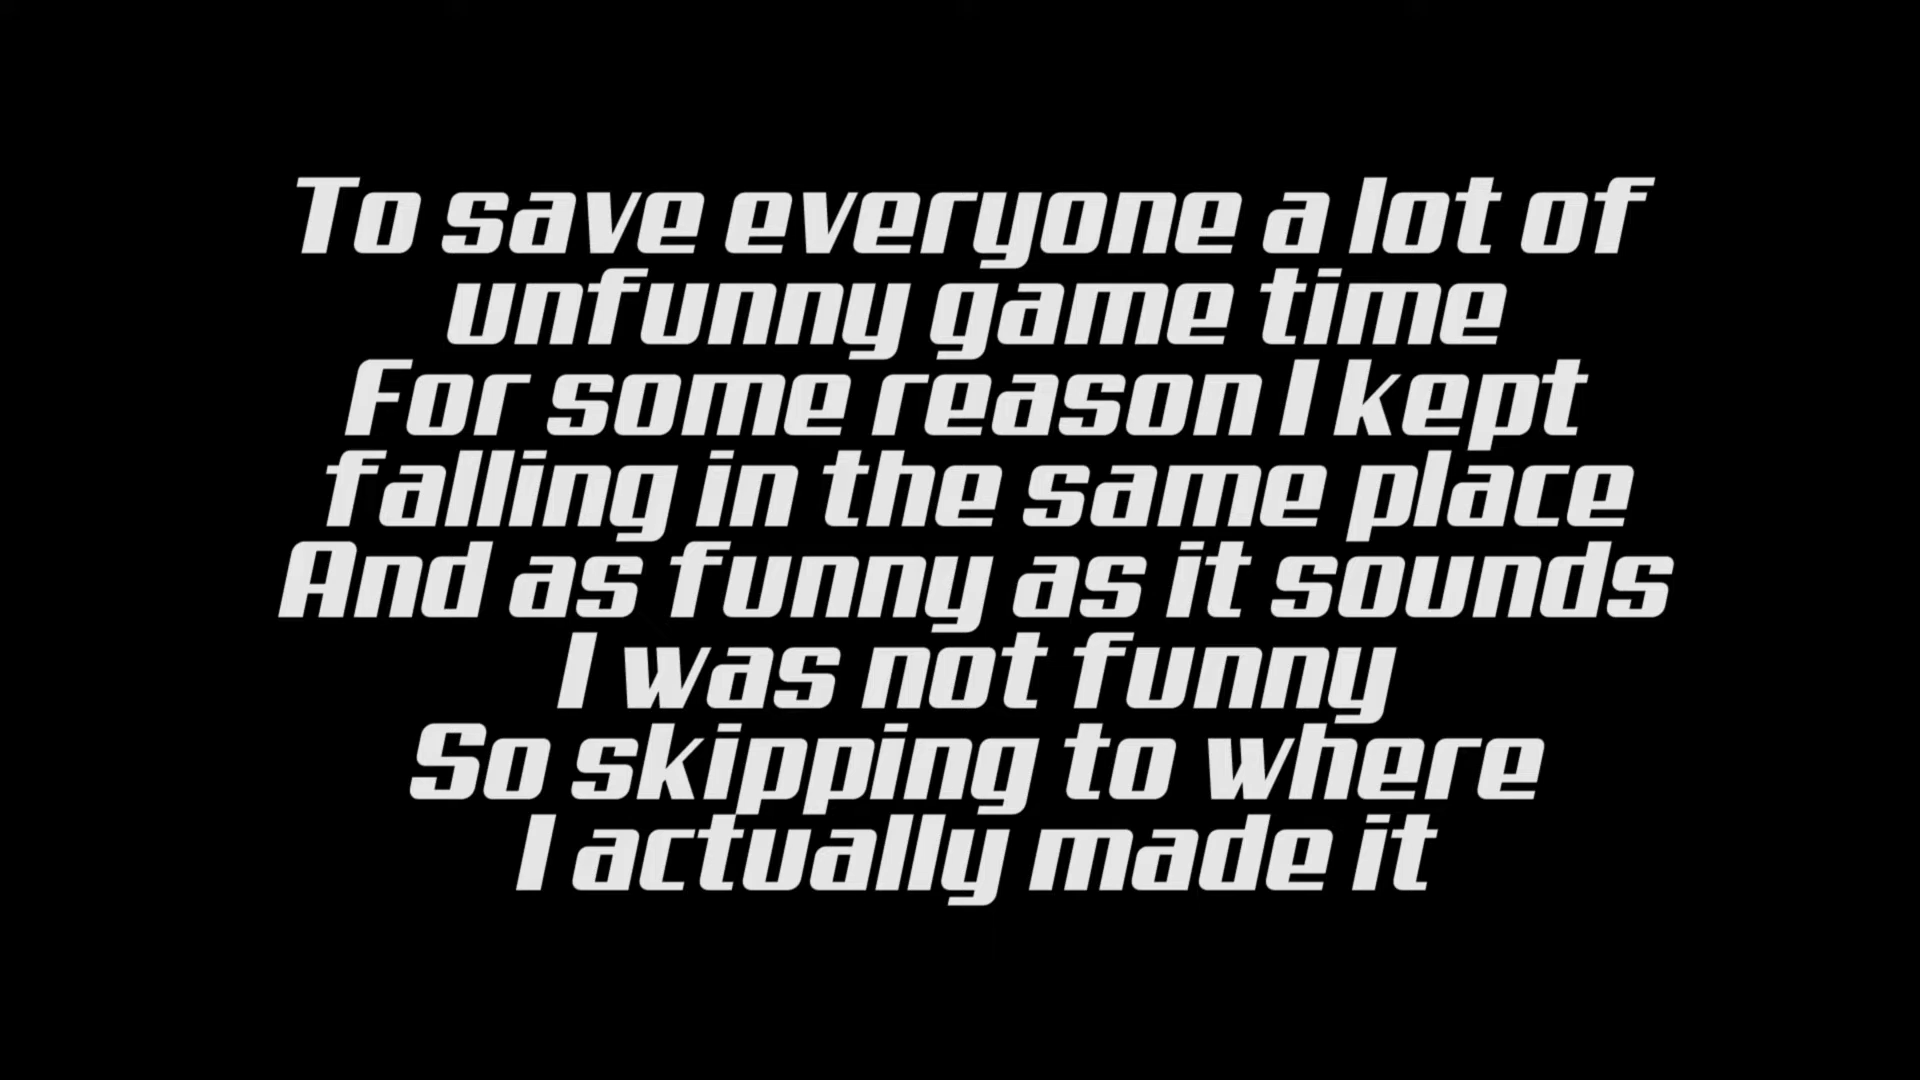 To save everyone a lot of
unfunny game time
For some reason I kept
falling in the same place
And as funny as it sounds
I was not funny
So skipping to where
I actually made it